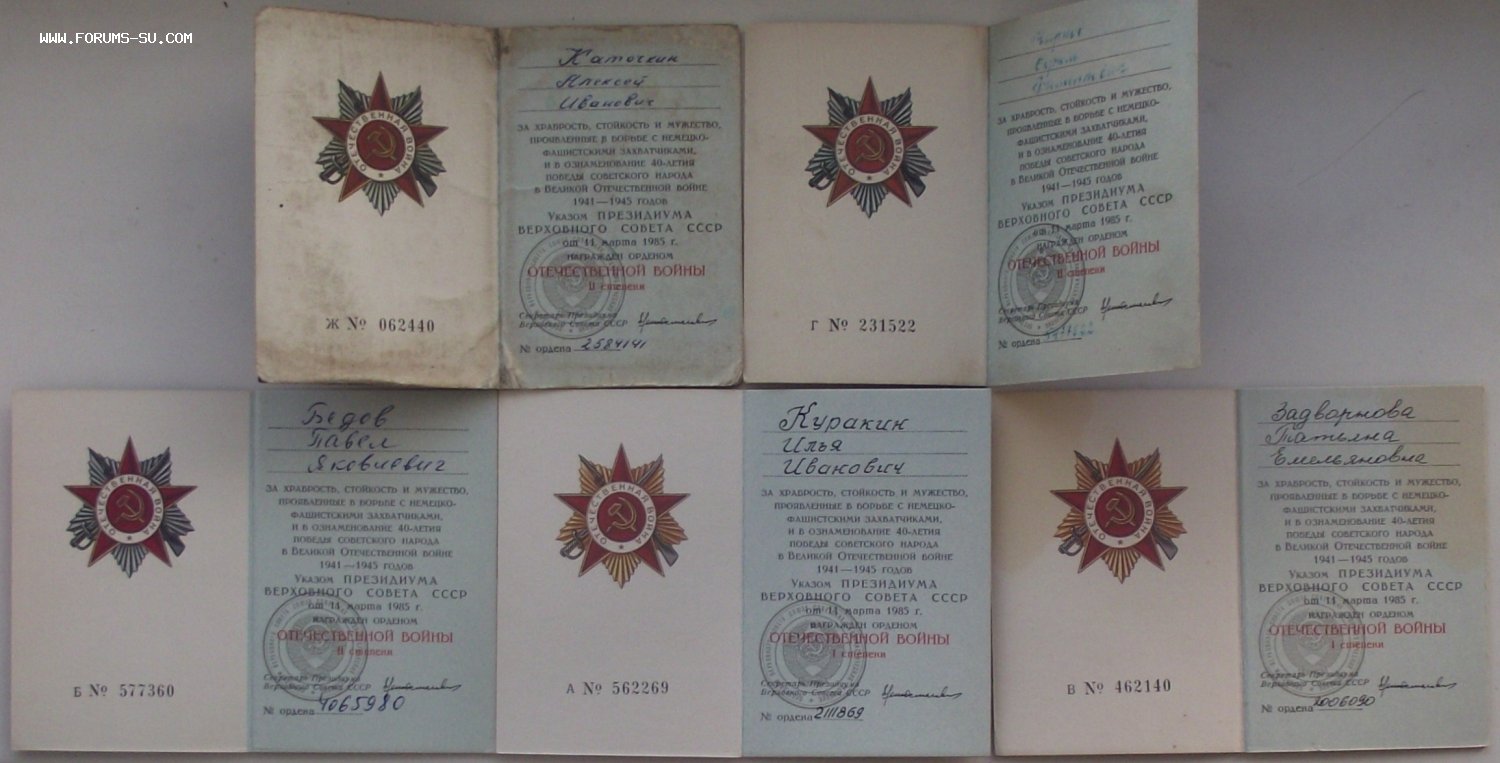 www.forums-su.com
ОТЕЧЕСТВЕННАЯ ВОЙНА
Ж № 062440
Каточкин
Алексей
Иванович
ЗА ХРАБРОСТЬ, СТОЙКОСТЬ И МУЖЕСТВО,
ПРОЯВЛЕННЫЕ В БОРЬБЕ С НЕМЕЦКО-
ФАШИСТСКИМИ ЗАХВАТЧИКАМИ,
И В ОЗНАМЕНОВАНИЕ 40-ЛЕТИЯ
ПОБЕДЫ СОВЕТСКОГО НАРОДА
В ВЕЛИКОЙ ОТЕЧЕСТВЕННОЙ ВОЙНЕ
1941—1945 ГОДОВ
УКАЗОМ ПРЕЗИДИУМА
ВЕРХОВНОГО СОВЕТА СССР
от 11 марта 1985 г.
НАГРАЖДЕН ОРДЕНОМ
ОТЕЧЕСТВЕННОЙ ВОЙНЫ
II степени
Секретарь Президиума
Верховного Совета СССР
№ ордена 2584141
ОТЕЧЕСТВЕННАЯ ВОЙНА
Г № 231522
ЗА ХРАБРОСТЬ, СТОЙКОСТЬ И МУЖЕСТВО,
ПРОЯВЛЕННЫЕ В БОРЬБЕ С НЕМЕЦКО-
ФАШИСТСКИМИ ЗАХВАТЧИКАМИ,
И В ОЗНАМЕНОВАНИЕ 40-ЛЕТИЯ
ПОБЕДЫ СОВЕТСКОГО НАРОДА
В ВЕЛИКОЙ ОТЕЧЕСТВЕННОЙ ВОЙНЕ
1941—1945 ГОДОВ
УКАЗОМ ПРЕЗИДИУМА
ВЕРХОВНОГО СОВЕТА СССР
от 11 марта 1985 г.
НАГРАЖДЕН ОРДЕНОМ
ОТЕЧЕСТВЕННОЙ ВОЙНЫ
II степени
Секретарь Президиума
Верховного Совета СССР
№ ордена
ОТЕЧЕСТВЕННАЯ ВОЙНА
Б № 577360
Бедов
Павел
Яковлевич
ЗА ХРАБРОСТЬ, СТОЙКОСТЬ И МУЖЕСТВО,
ПРОЯВЛЕННЫЕ В БОРЬБЕ С НЕМЕЦКО-
ФАШИСТСКИМИ ЗАХВАТЧИКАМИ,
И В ОЗНАМЕНОВАНИЕ 40-ЛЕТИЯ
ПОБЕДЫ СОВЕТСКОГО НАРОДА
В ВЕЛИКОЙ ОТЕЧЕСТВЕННОЙ ВОЙНЕ
1941—1945 ГОДОВ
УКАЗОМ ПРЕЗИДИУМА
ВЕРХОВНОГО СОВЕТА СССР
от 11 марта 1985 г.
НАГРАЖДЕН ОРДЕНОМ
ОТЕЧЕСТВЕННОЙ ВОЙНЫ
II степени
Секретарь Президиума
Верховного Совета СССР
№ ордена 4065980
ОТЕЧЕСТВЕННАЯ ВОЙНА
А № 562269
Куракин
Илья
Иванович
ЗА ХРАБРОСТЬ, СТОЙКОСТЬ И МУЖЕСТВО,
ПРОЯВЛЕННЫЕ В БОРЬБЕ С НЕМЕЦКО-
ФАШИСТСКИМИ ЗАХВАТЧИКАМИ,
И В ОЗНАМЕНОВАНИЕ 40-ЛЕТИЯ
ПОБЕДЫ СОВЕТСКОГО НАРОДА
В ВЕЛИКОЙ ОТЕЧЕСТВЕННОЙ ВОЙНЕ
1941—1945 ГОДОВ
УКАЗОМ ПРЕЗИДИУМА
ВЕРХОВНОГО СОВЕТА СССР
от 11 марта 1985 г.
НАГРАЖДЕН ОРДЕНОМ
ОТЕЧЕСТВЕННОЙ ВОЙНЫ
I степени
Секретарь Президиума
Верховного Совета СССР
№ ордена 2111869
ОТЕЧЕСТВЕННАЯ ВОЙНА
В № 462140
Задворнова
Татьяна
Емельяновна
ЗА ХРАБРОСТЬ, СТОЙКОСТЬ И МУЖЕСТВО,
ПРОЯВЛЕННЫЕ В БОРЬБЕ С НЕМЕЦКО-
ФАШИСТСКИМИ ЗАХВАТЧИКАМИ,
И В ОЗНАМЕНОВАНИЕ 40-ЛЕТИЯ
ПОБЕДЫ СОВЕТСКОГО НАРОДА
В ВЕЛИКОЙ ОТЕЧЕСТВЕННОЙ ВОЙНЕ
1941—1945 ГОДОВ
УКАЗОМ ПРЕЗИДИУМА
ВЕРХОВНОГО СОВЕТА СССР
от 11 марта 1985 г.
НАГРАЖДЕН ОРДЕНОМ
ОТЕЧЕСТВЕННОЙ ВОЙНЫ
I степени
Секретарь Президиума
Верховного Совета СССР
№ ордена 2006090